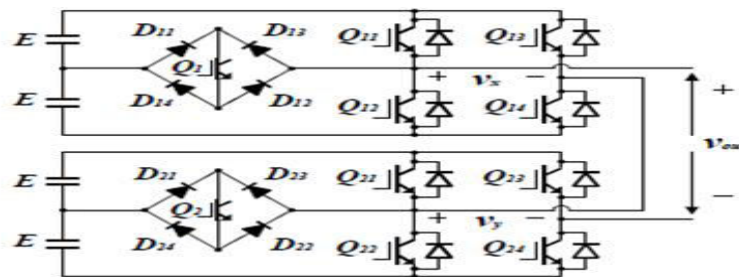 D11 D13 Q11 Q13
E
Q1 + vx −
E D14 D12 Q12 Q14
+
D21 D23 Q21 Q23
E −
Q2 + vy −
E D24 D22 Q22 Q24